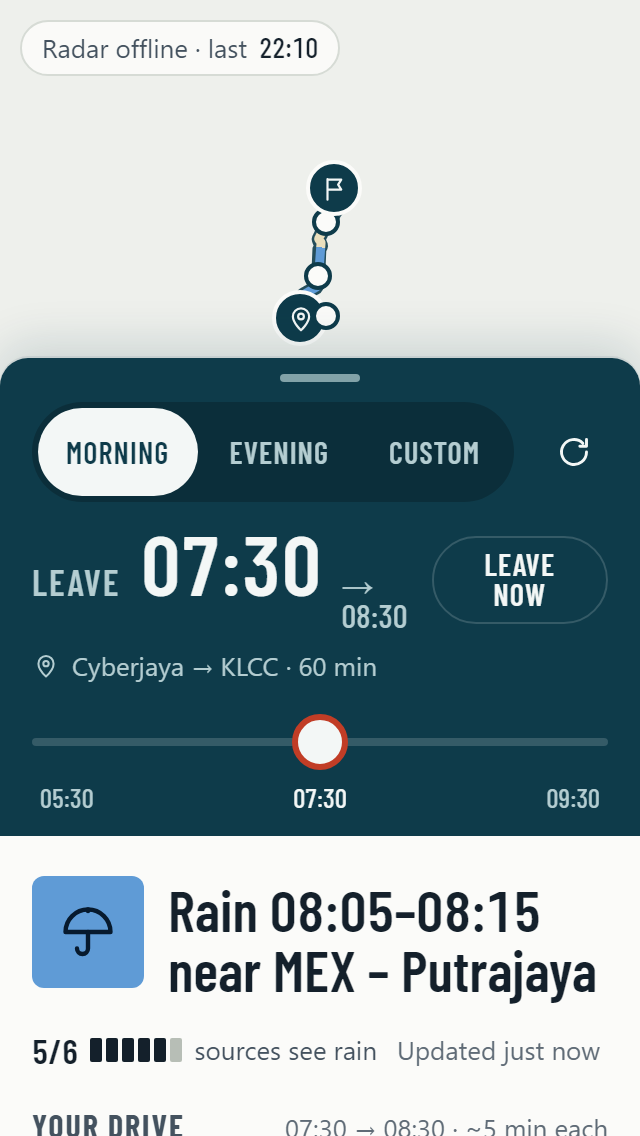 Radar offline · last 22:10
MORNING EVENING CUSTOM
LEAVE 07:30 → 08:30
LEAVE NOW
Cyberjaya → KLCC · 60 min
05:30 07:30 09:30
Rain 08:05–08:15
near MEX – Putrajaya
5/6 sources see rain Updated just now
YOUR DRIVE 07:30 → 08:30 · ~5 min each